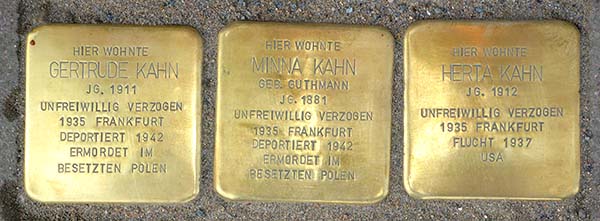 HIER WOHNTE
GERTRUDE KAHN
JG. 1911
UNFREIWILLIG VERZOGEN
1935 FRANKFURT
DEPORTIERT 1942
ERMORDET IM
BESETZTEN POLEN
HIER WOHNTE
MINNA KAHN
GEB. GUTHMANN
JG. 1881
UNFREIWILLIG VERZOGEN
1935 FRANKFURT
DEPORTIERT 1942
ERMORDET IM
BESETZTEN POLEN
HIER WOHNTE
HERTA KAHN
JG. 1912
UNFREIWILLIG VERZOGEN
1935 FRANKFURT
FLUCHT 1937
USA